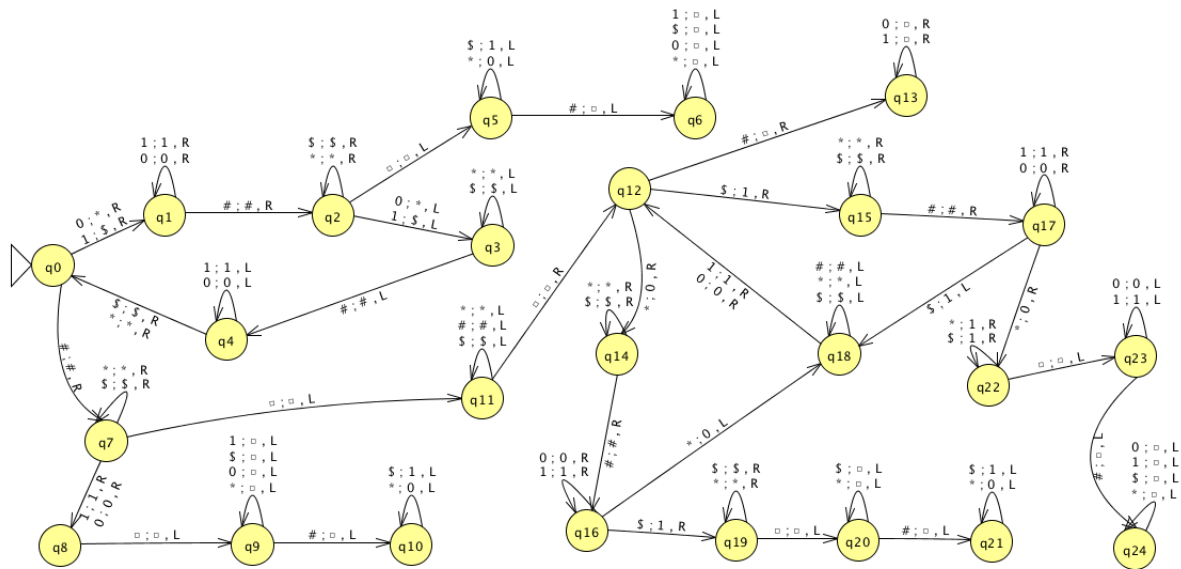 1;□,L
$;□,L
0;□,L
*;□,L
0;□,R
1;□,R
$;1,L
*;0,L
q13
q5
#;□,L
q6
#;□,R
1;1,R
0;0,R
$;$,R
*;*,R
□;□,L
*;*,R
$;$,R
1;1,R
0;0,R
*;*,L
$;$,L
q12
$;1,R
0;*,R
1;$,R
q1
#;#,R
q2
0;*,L
1;$,L
q15
#;#,R
q17
q3
q0
1;1,L
0;0,L
#;#,L
□;□,R
*;0,R
1;1,R
0;0,R
#;#,L
*;*,L
$;$,L
$;1,L
*;0,R
0;0,L
1;1,L
$;$,R
*;*,R
*;*,L
#;#,L
$;$,L
*;*,R
$;$,R
q4
q14
q18
*;1,R
$;1,R
q23
#;#,R
*;*,R
$;$,R
□;□,L
q11
q22
□;□,L
q7
#;#,R
*;0,L
#;□,L
1;1,R
0;0,R
1;□,L
$;□,L
0;□,L
*;□,L
$;1,L
*;0,L
0;0,R
1;1,R
$;$,R
*;*,R
$;□,L
*;□,L
$;1,L
*;0,L
0;□,L
1;□,L
$;□,L
*;□,L
q8
□;□,L
q9
#;□,L
q10
q16
$;1,R
q19
□;□,L
q20
#;□,L
q21
q24